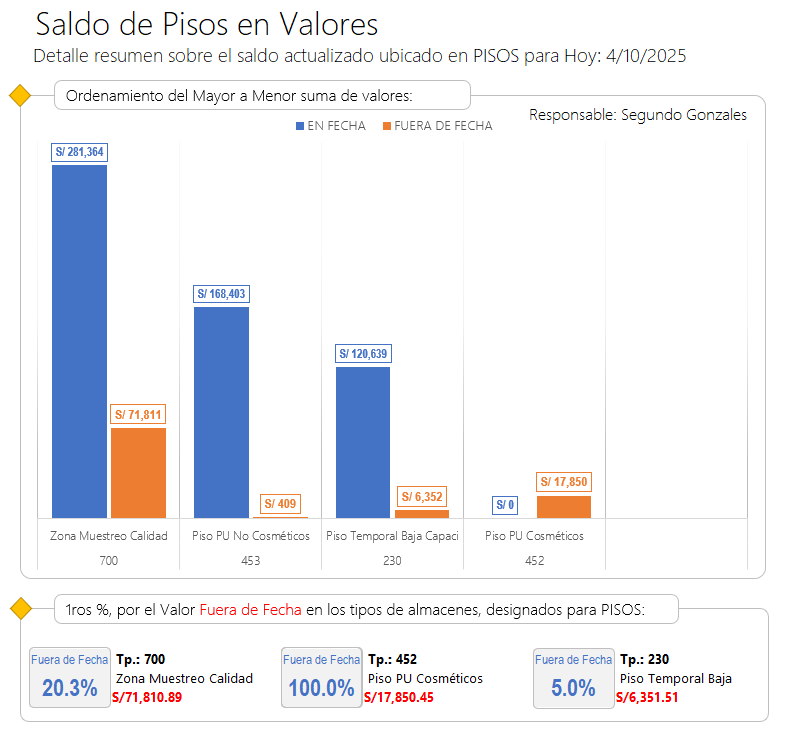 Saldo de Pisos en Valores
Detalle resumen sobre el saldo actualizado ubicado en PISOS para Hoy: 4/10/2025
Ordenamiento del Mayor a Menor suma de valores:
Responsable: Segundo Gonzales
EN FECHA FUERA DE FECHA
S/ 281,364
S/ 168,403
S/ 120,639
S/ 71,811
S/ 409
S/ 6,352
S/ 0
S/ 17,850
Zona Muestreo Calidad Piso PU No Cosméticos Piso Temporal Baja Capaci Piso PU Cosméticos
700 453 230 452
1ros %, por el Valor Fuera de Fecha en los tipos de almacenes, designados para PISOS:
Fuera de Fecha
20.3%
Tp.: 700
Zona Muestreo Calidad
S/71,810.89
Fuera de Fecha
100.0%
Tp.: 452
Piso PU Cosméticos
S/17,850.45
Fuera de Fecha
5.0%
Tp.: 230
Piso Temporal Baja
S/6,351.51